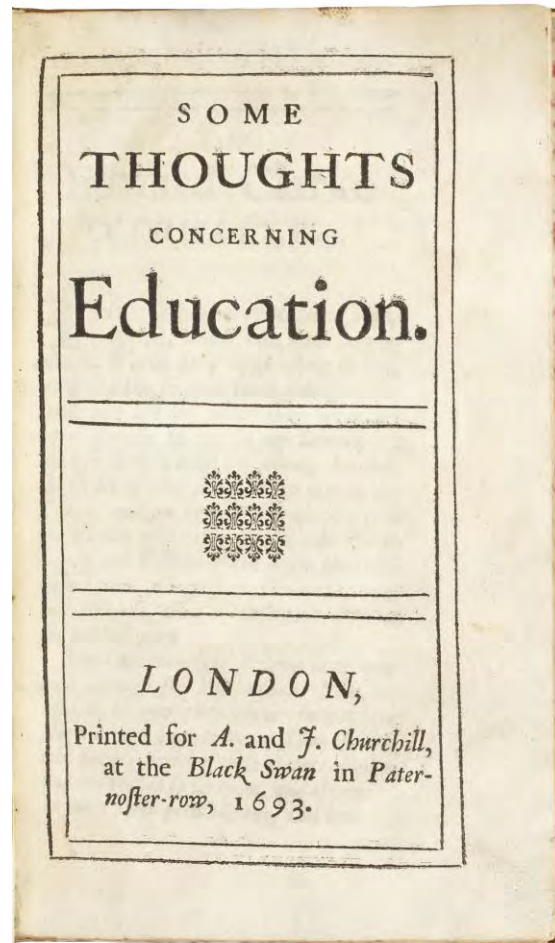 SOME
THOUGHTS
CONCERNING
Education.
LONDON,
Printed for A. and J. Churchill,
at the Black Swan in Pater-
noſter-row, 1693.